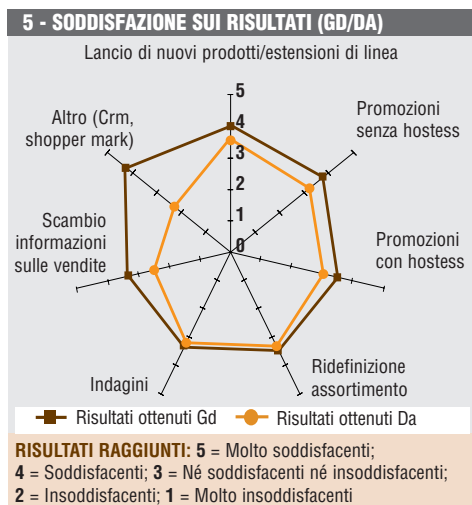 5 - SODDISFAZIONE SUI RISULTATI (GD/DA)
Lancio di nuovi prodotti/estensioni di linea
5
4
3
2
1
0
Altro (Crm,
shopper mark)
Promozioni
senza hostess
Scambio
informazioni
sulle vendite
Promozioni
con hostess
Indagini
Ridefinizione
assortimento
Risultati ottenuti Gd
Risultati ottenuti Da
RISULTATI RAGGIUNTI: 5 = Molto soddisfacenti;
4 = Soddisfacenti; 3 = Né soddisfacenti né insoddisfacenti;
2 = Insoddisfacenti; 1 = Molto insoddisfacenti